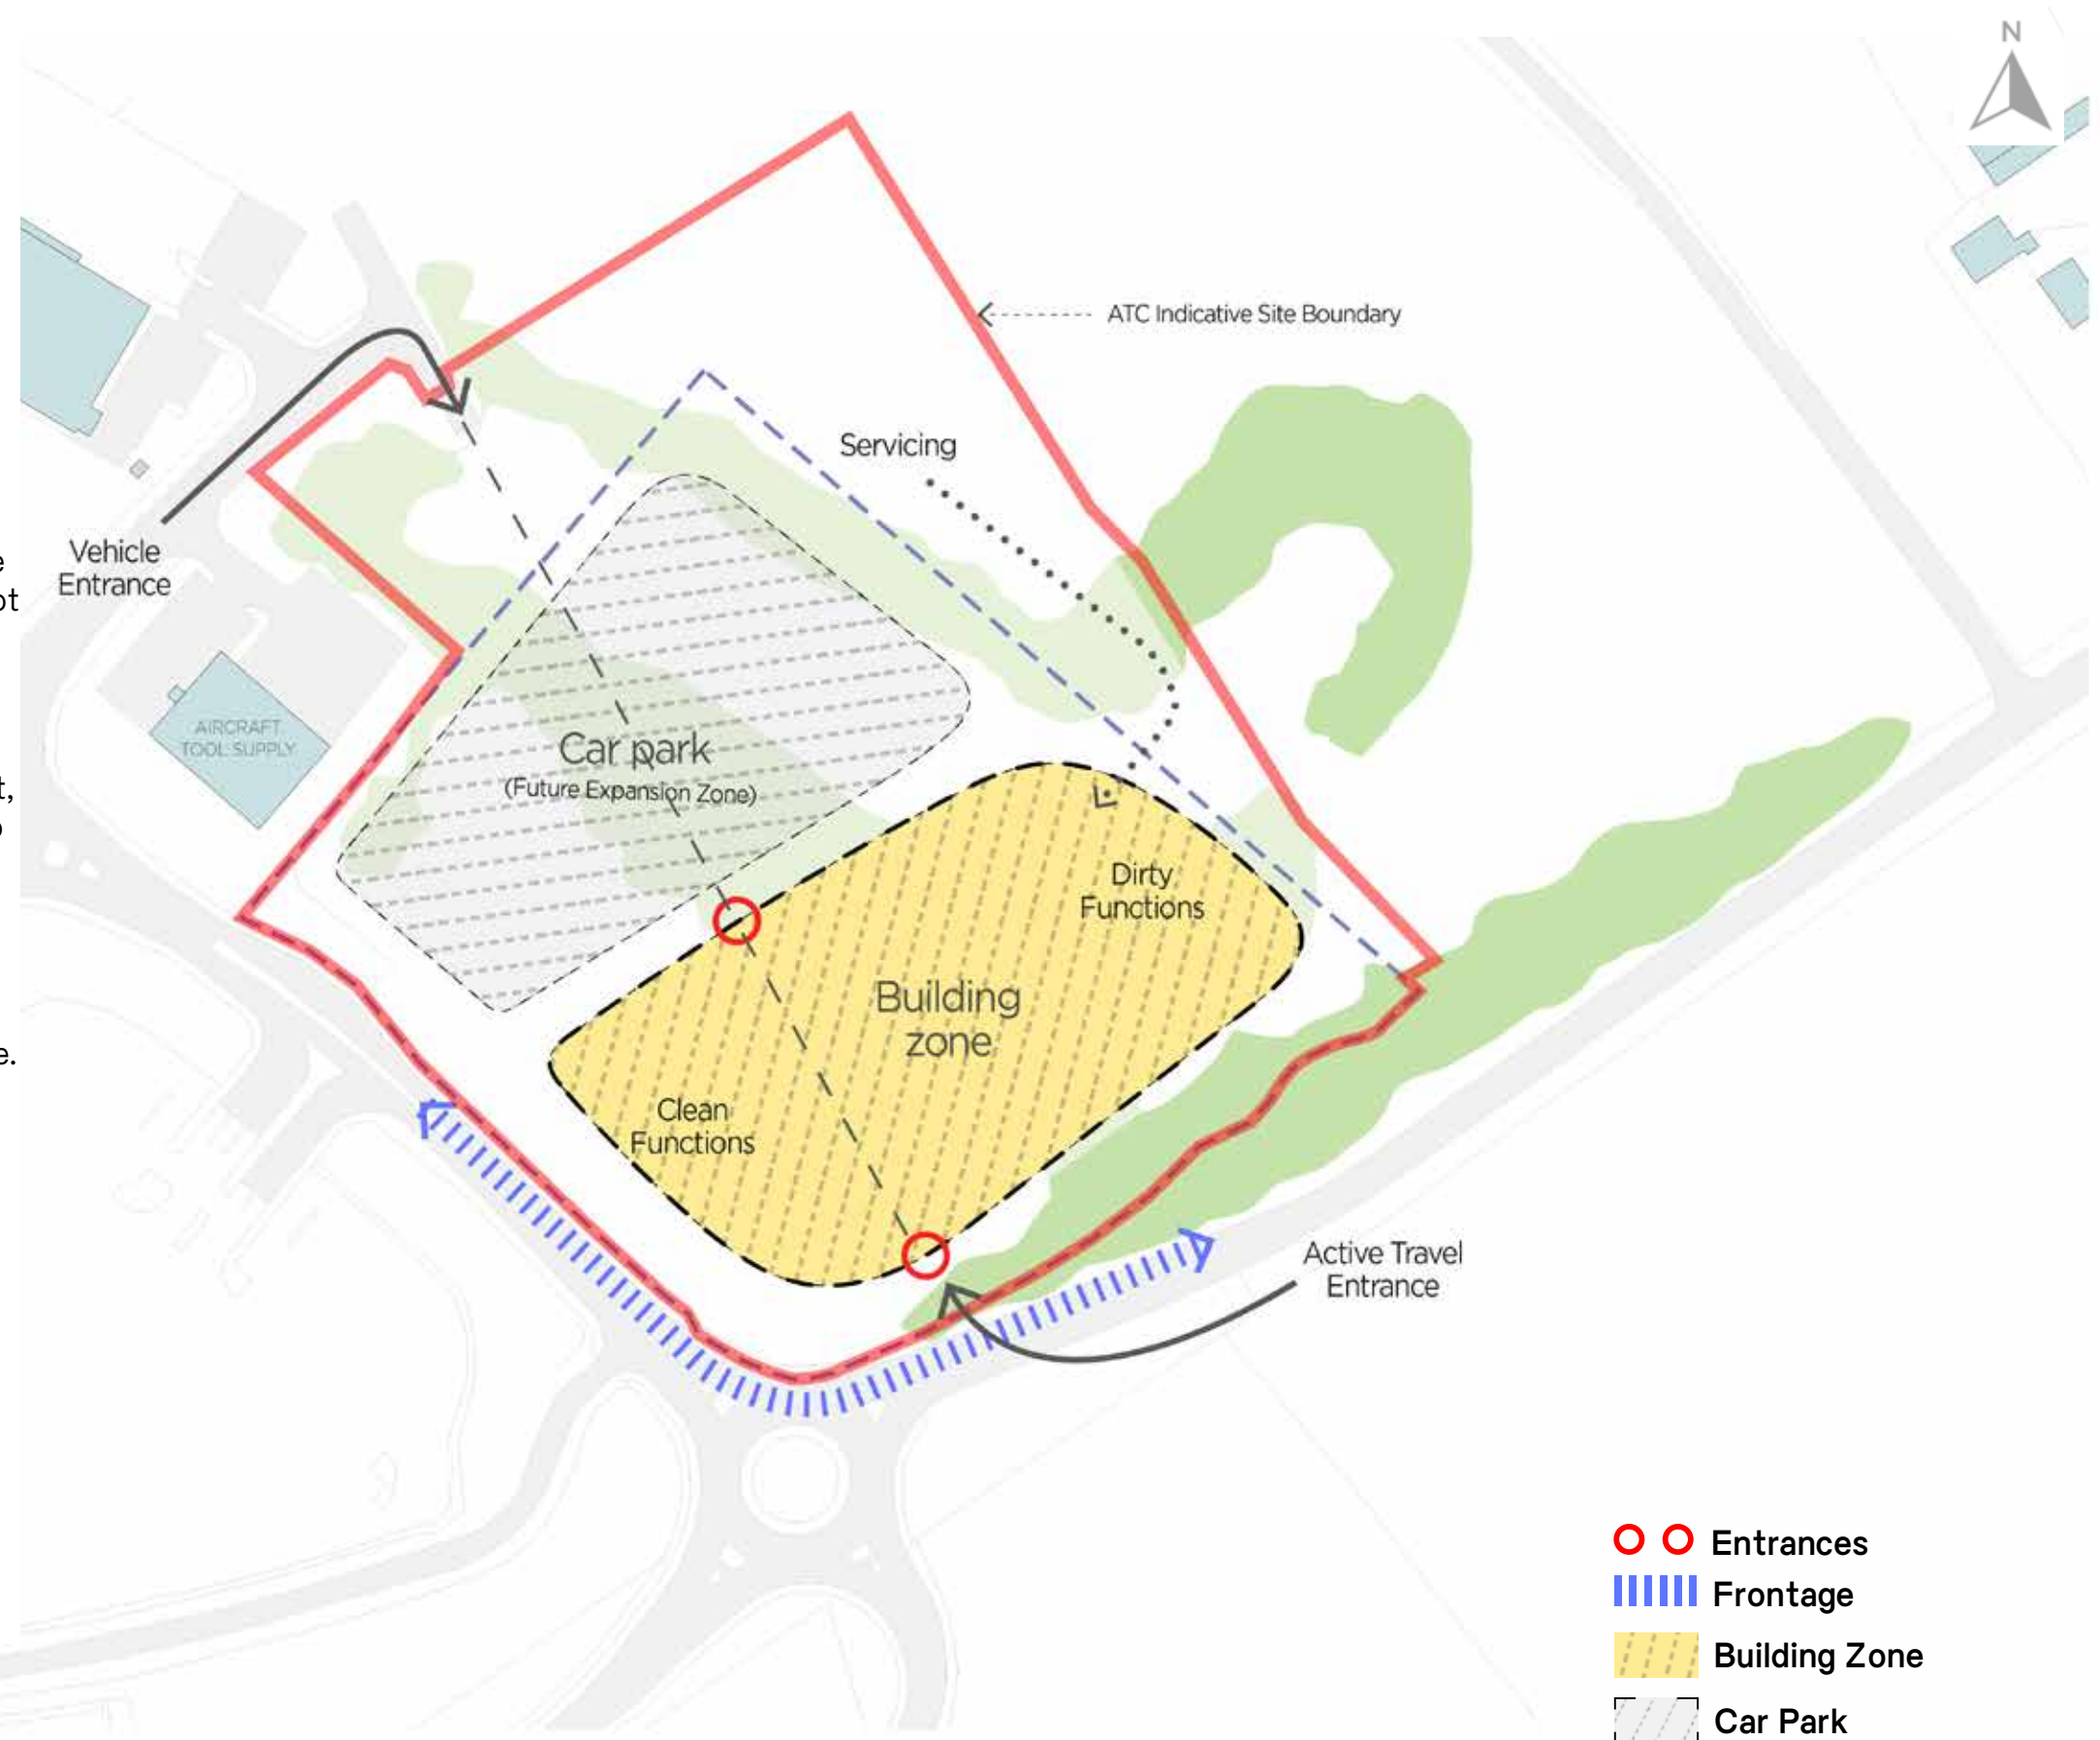 N
ATC Indicative Site Boundary
Servicing
Vehicle
Entrance
AIRCRAFT
TOOL SUPPLY
Car park
(Future Expansion Zone)
Dirty
Functions
Building
zone
Clean
Functions
Active Travel
Entrance
Entrances
Frontage
Building Zone
Car Park